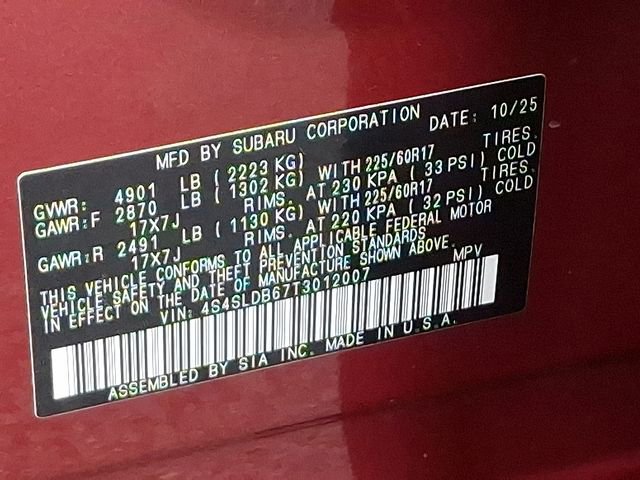 MFD BY SUBARU CORPORATION DATE: 10/25
GVWR: 4901 LB (2223 KG)
GAWR:F 2870 LB (1302 KG) WITH 225/60R17 TIRES.
17X7J RIMS. AT 230 KPA (33 PSI) COLD
GAWR:R 2491 LB (1130 KG) WITH 225/60R17 TIRES.
17X7J RIMS. AT 220 KPA (32 PSI) COLD
THIS VEHICLE CONFORMS TO ALL APPLICABLE FEDERAL MOTOR
VEHICLE SAFETY AND THEFT PREVENTION STANDARDS
IN EFFECT ON THE DATE OF MANUFACTURE SHOWN ABOVE.
VIN: 4S4SLDB67T3012007 MPV
ASSEMBLED BY SIA INC. MADE IN U.S.A.